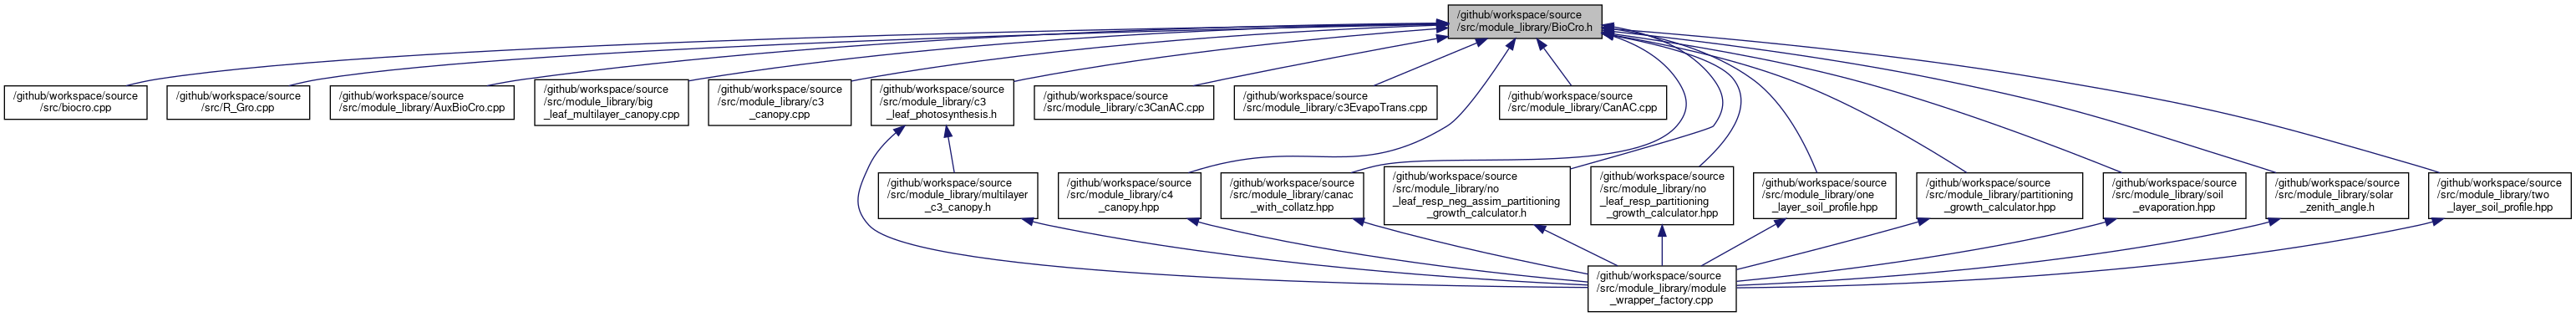 /github/workspace/source
/src/module_library/BioCro.h
/github/workspace/source
/src/biocro.cpp
/github/workspace/source
/src/R_Gro.cpp
/github/workspace/source
/src/module_library/AuxBioCro.cpp
/github/workspace/source
/src/module_library/big
_leaf_multilayer_canopy.cpp
/github/workspace/source
/src/module_library/c3
_canopy.cpp
/github/workspace/source
/src/module_library/c3
_leaf_photosynthesis.h
/github/workspace/source
/src/module_library/c3CanAC.cpp
/github/workspace/source
/src/module_library/c3EvapoTrans.cpp
/github/workspace/source
/src/module_library/CanAC.cpp
/github/workspace/source
/src/module_library/multilayer
_c3_canopy.h
/github/workspace/source
/src/module_library/c4
_canopy.hpp
/github/workspace/source
/src/module_library/canac
_with_collatz.hpp
/github/workspace/source
/src/module_library/no
_leaf_resp_neg_assim_partitioning
_growth_calculator.h
/github/workspace/source
/src/module_library/no
_leaf_resp_partitioning
_growth_calculator.hpp
/github/workspace/source
/src/module_library/one
_layer_soil_profile.hpp
/github/workspace/source
/src/module_library/partitioning
_growth_calculator.hpp
/github/workspace/source
/src/module_library/soil
_evaporation.hpp
/github/workspace/source
/src/module_library/solar
_zenith_angle.h
/github/workspace/source
/src/module_library/two
_layer_soil_profile.hpp
/github/workspace/source
/src/module_library/module
_wrapper_factory.cpp